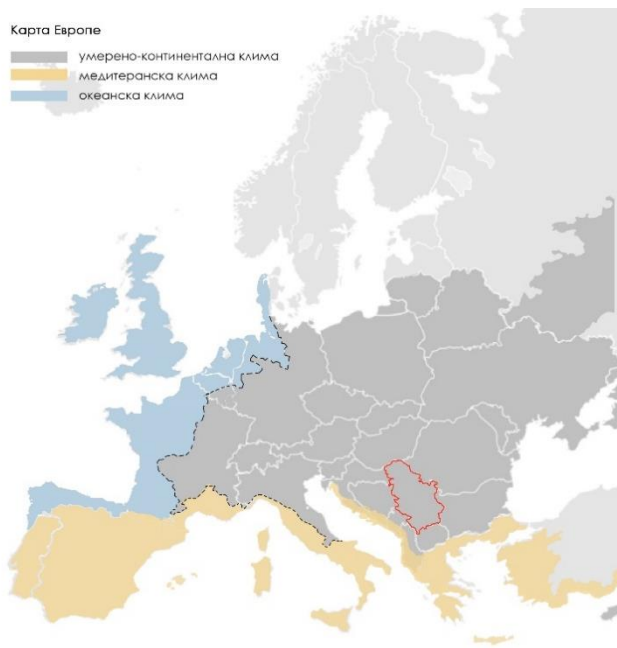 Карта Европе
умерено-континентална клима
медитеранска клима
океанска клима